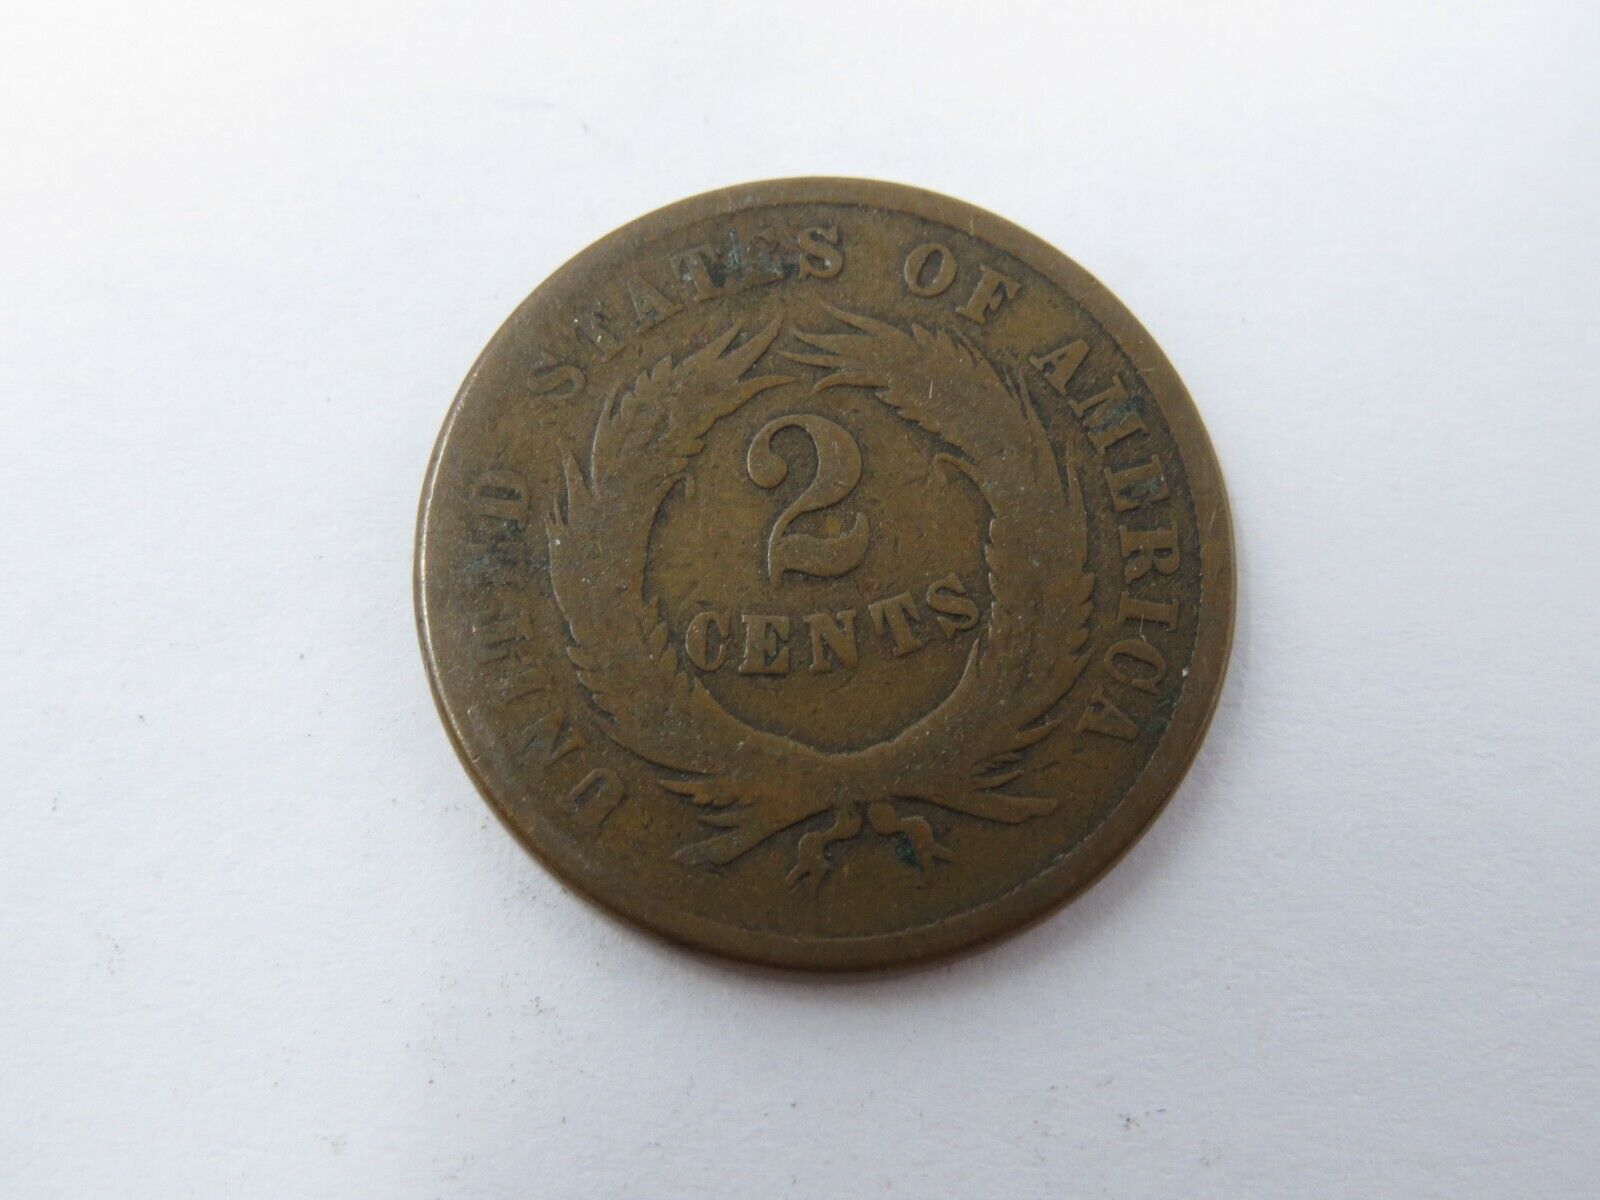 UNITED STATES OF AMERICA
2
CENTS